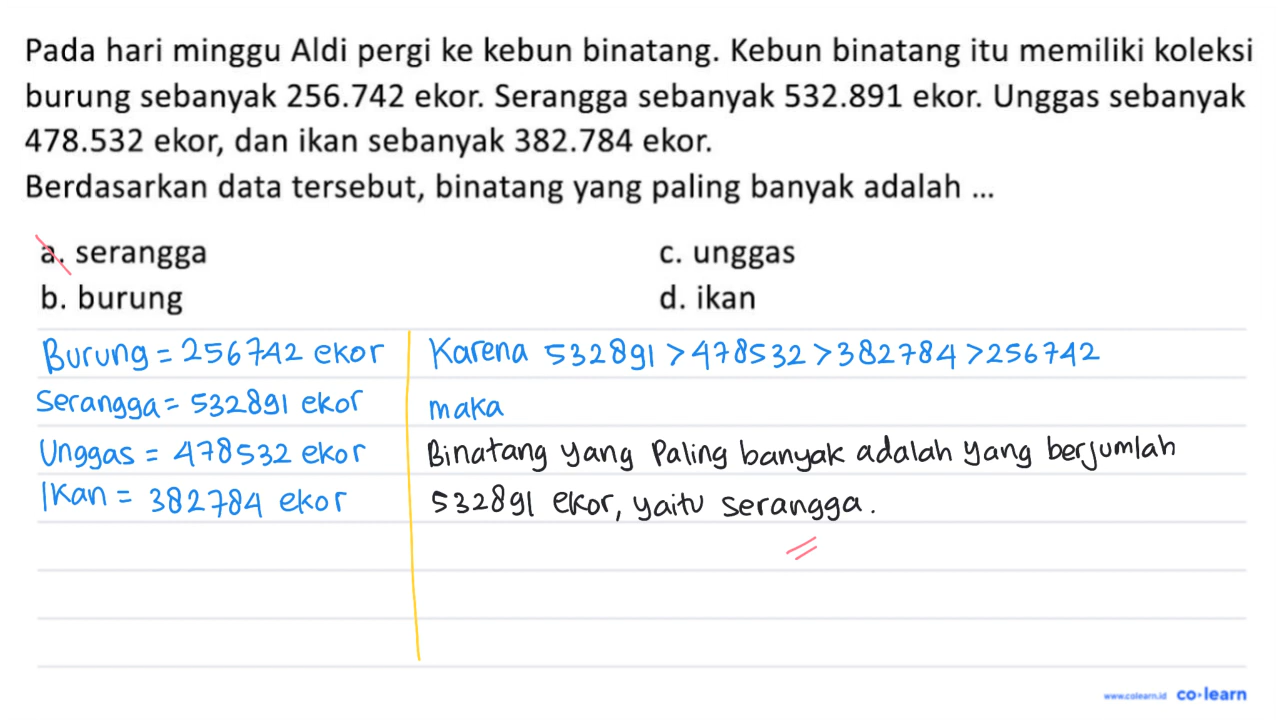 Pada hari minggu Aldi pergi ke kebun binatang. Kebun binatang itu memiliki koleksi
burung sebanyak 256.742 ekor. Serangga sebanyak 532.891 ekor. Unggas sebanyak
478.532 ekor, dan ikan sebanyak 382.784 ekor.
Berdasarkan data tersebut, binatang yang paling banyak adalah ...
a. serangga
b. burung
c. unggas
d. ikan
Burung = 256742 ekor
Serangga = 532891 ekor
Unggas = 478532 ekor
Ikan = 382784 ekor
Karena 532891 > 478532 > 382784 > 256742
maka
Binatang yang Paling banyak adalah yang berjumlah
532891 ekor, yaitu serangga.
www.colearn.id co·learn